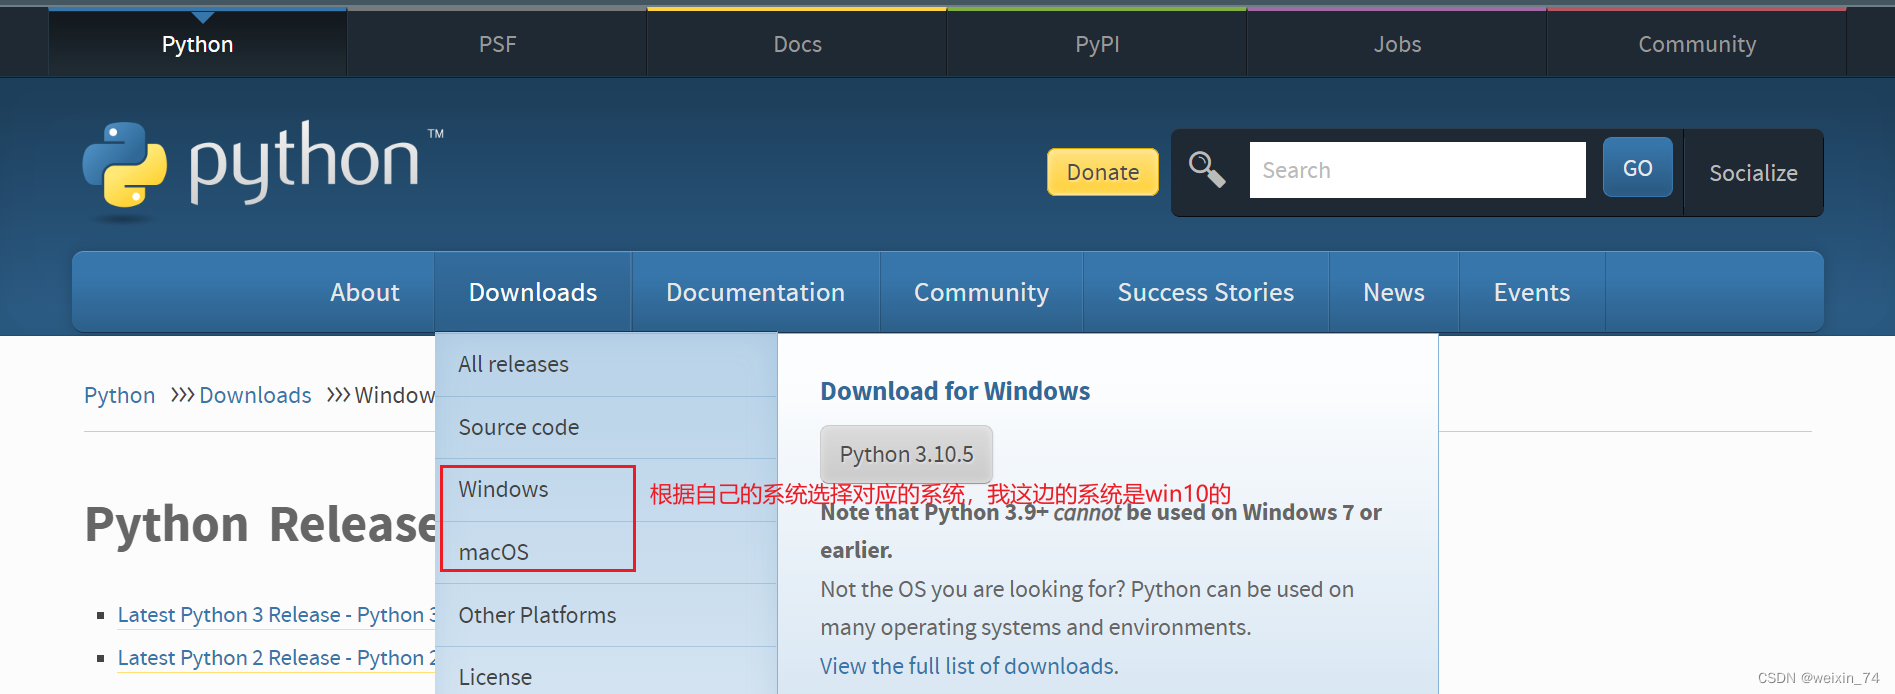 Python
PSF
Docs
PyPI
Jobs
Community
python™
Donate
Search
GO
Socialize
About
Downloads
Documentation
Community
Success Stories
News
Events
Python >>> Downloads >>> Window
All releases
Source code
Windows
macOS
Other Platforms
License
Download for Windows
Python 3.10.5
根据自己的系统选择对应的系统，我这边的系统是win10的
Note that Python 3.9+ cannot be used on Windows 7 or
earlier.
Not the OS you are looking for? Python can be used on
many operating systems and environments.
View the full list of downloads.
Python Release
Latest Python 3 Release - Python 3
Latest Python 2 Release - Python 2
CSDN @weixin_74